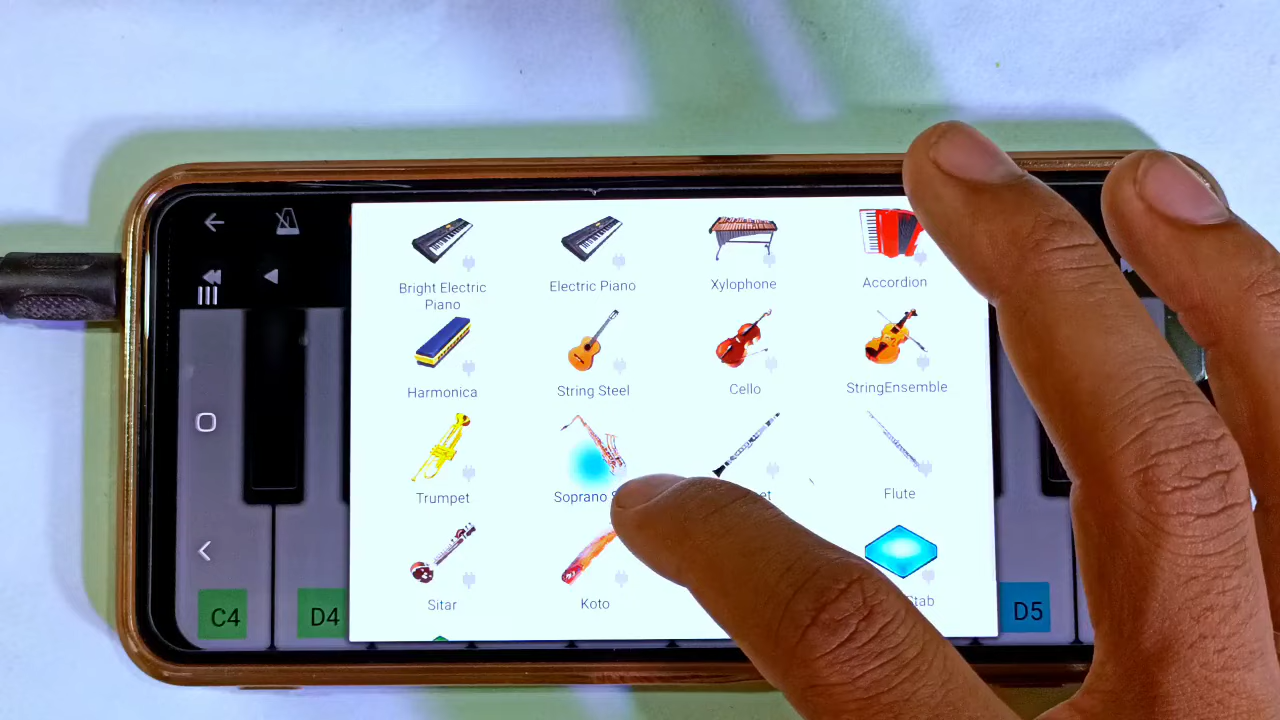 Bright Electric
Piano
Electric Piano
Xylophone
Accordion
Harmonica
String Steel
Cello
StringEnsemble
Trumpet
Soprano
Flute
Sitar
Koto
C4
D4
D5